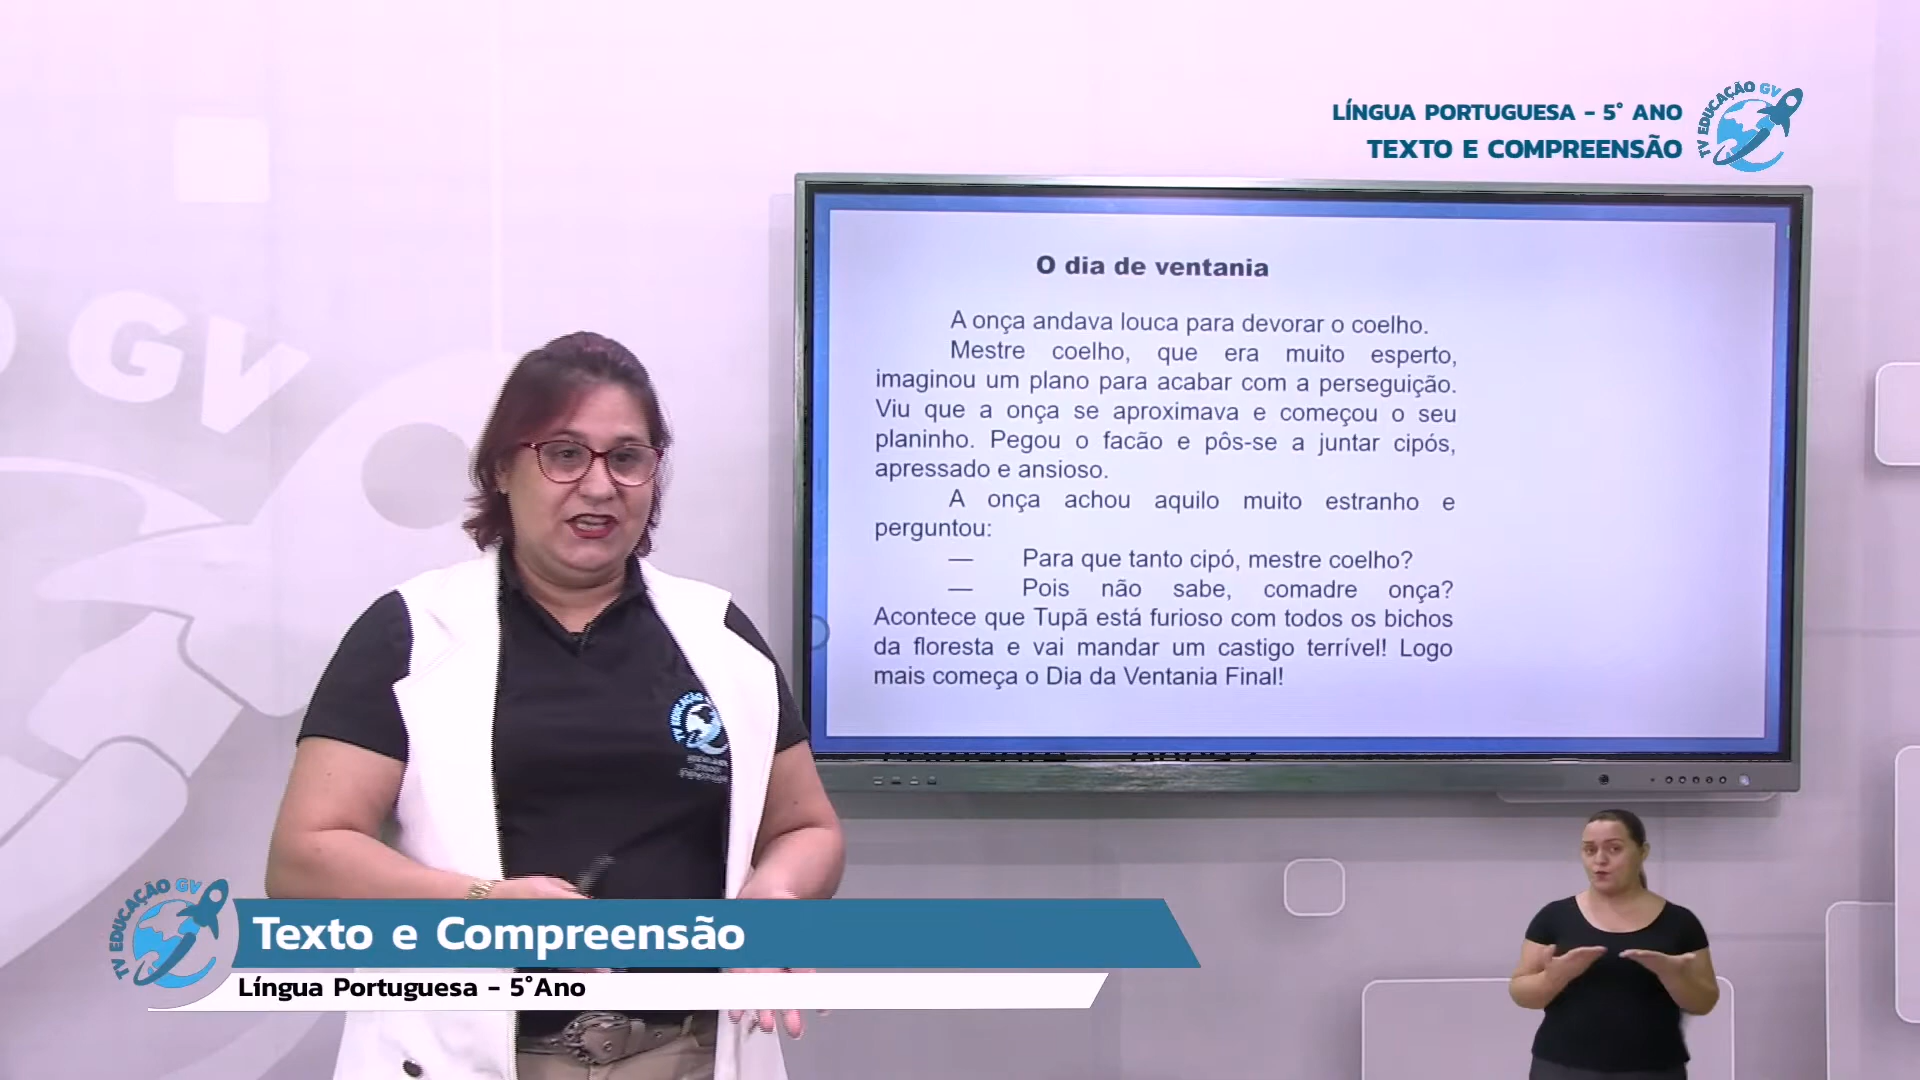 LÍNGUA PORTUGUESA - 5° ANO
TEXTO E COMPREENSÃO
TV EDUCAÇÃO GV
O dia de ventania
A onça andava louca para devorar o coelho.
Mestre coelho, que era muito esperto,
imaginou um plano para acabar com a perseguição.
Viu que a onça se aproximava e começou o seu
planinho. Pegou o facão e pôs-se a juntar cipós,
apressado e ansioso.
A onça achou aquilo muito estranho e
perguntou:
— Para que tanto cipó, mestre coelho?
— Pois não sabe, comadre onça?
Acontece que Tupã está furioso com todos os bichos
da floresta e vai mandar um castigo terrível! Logo
mais começa o Dia da Ventania Final!
GV
TV EDUCAÇÃO
TV EDUCAÇÃO GV
Texto e Compreensão
Língua Portuguesa - 5°Ano